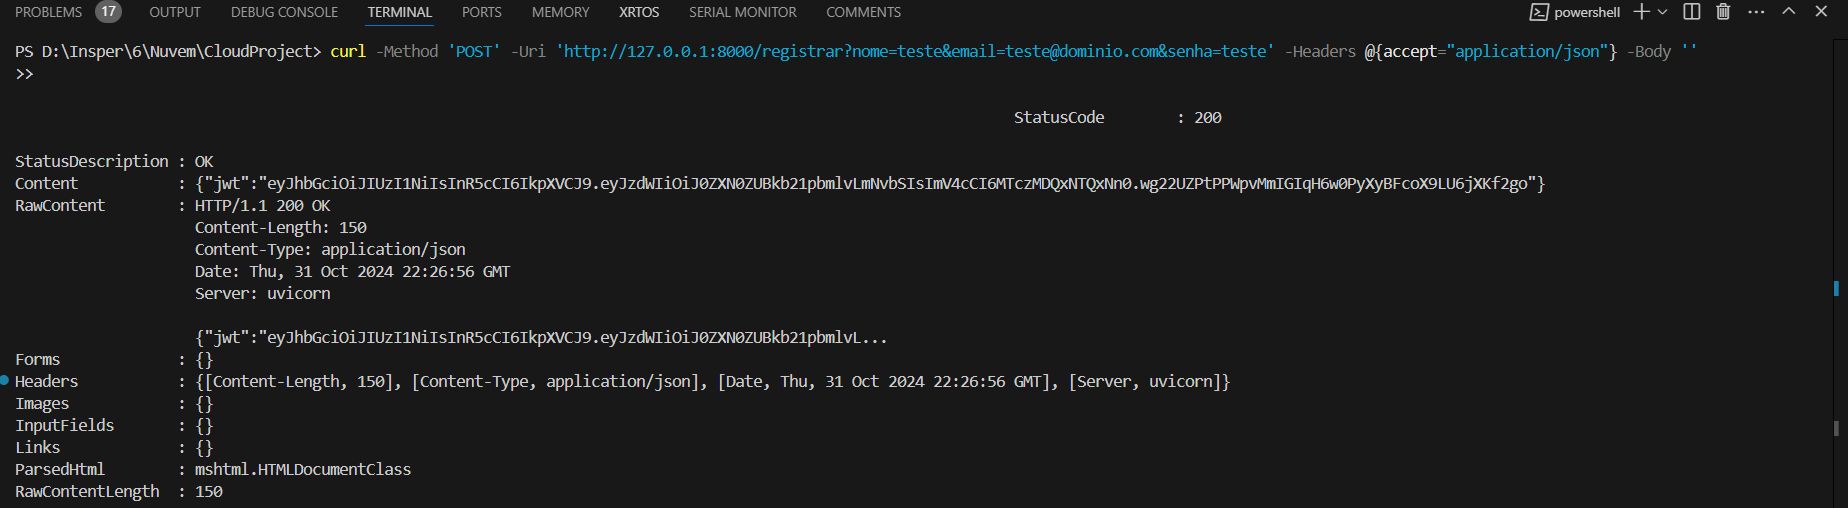 PROBLEMS 17 OUTPUT DEBUG CONSOLE TERMINAL PORTS MEMORY XRTOS SERIAL MONITOR COMMENTS powershell
PS D:\Insper\6\Nuvem\CloudProject> curl -Method 'POST' -Uri 'http://127.0.0.1:8000/registrar?nome=teste&email=teste@dominio.com&senha=teste' -Headers @{accept="application/json"} -Body ''
>>
StatusCode : 200
StatusDescription : OK
Content : {"jwt":"eyJhbGciOiJIUzI1NiIsInR5cCI6IkpXVCJ9.eyJzdWIiOiJ0ZXN0ZUBkb21pbmlvLmNvbSIsImV4cCI6MTczMDQxNTQxNn0.wg22UZPtPPWpvMmIGIqH6w0PyXyBFcoX9LU6jXKf2go"}
RawContent : HTTP/1.1 200 OK
Content-Length: 150
Content-Type: application/json
Date: Thu, 31 Oct 2024 22:26:56 GMT
Server: uvicorn
{"jwt":"eyJhbGciOiJIUzI1NiIsInR5cCI6IkpXVCJ9.eyJzdWIiOiJ0ZXN0ZUBkb21pbmlvL...
Forms : {}
Headers : {[Content-Length, 150], [Content-Type, application/json], [Date, Thu, 31 Oct 2024 22:26:56 GMT], [Server, uvicorn]}
Images : {}
InputFields : {}
Links : {}
ParsedHtml : mshtml.HTMLDocumentClass
RawContentLength : 150